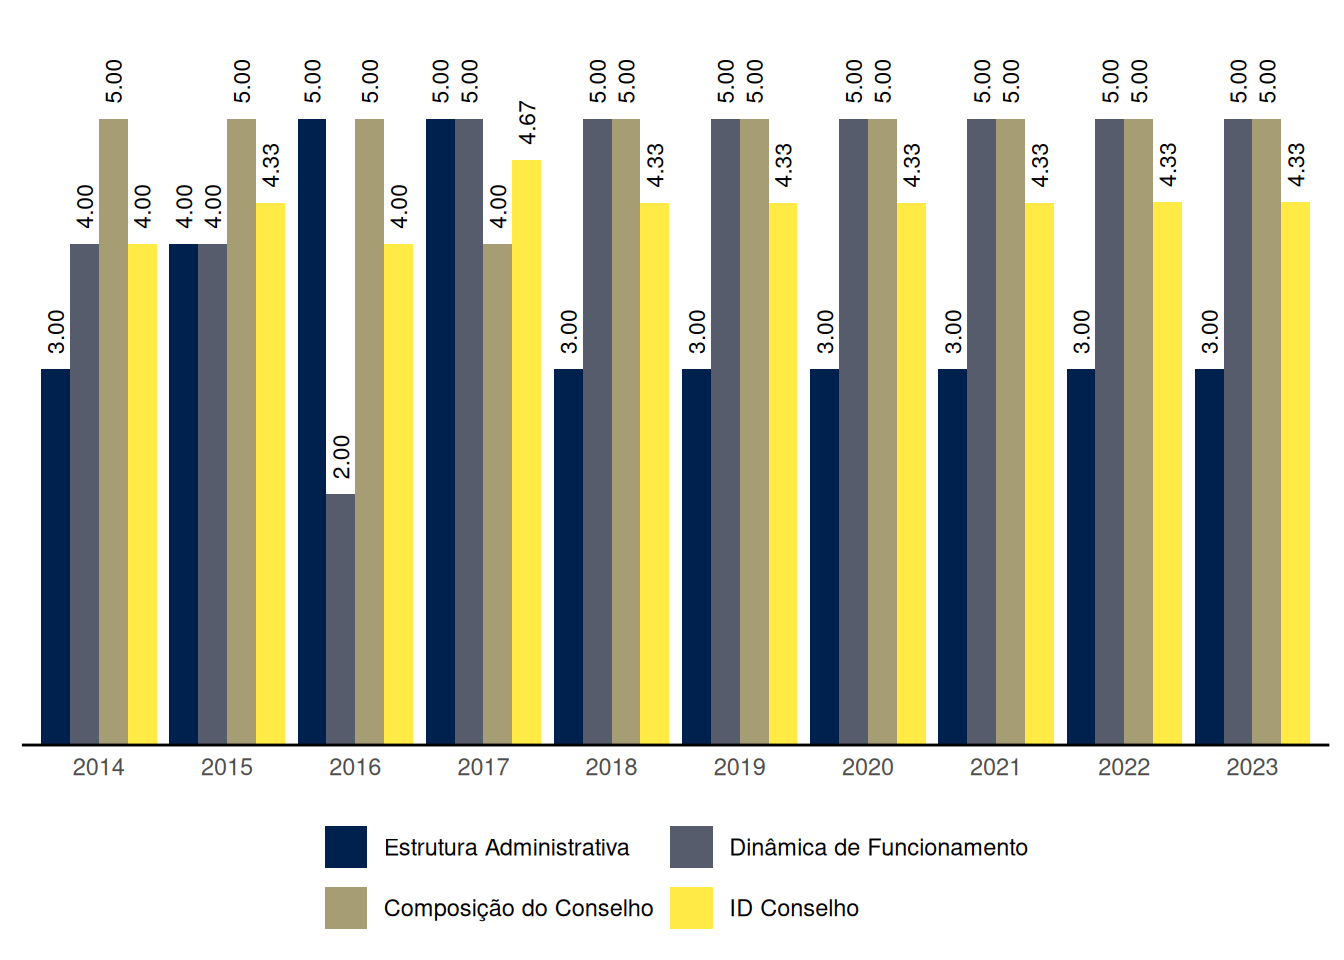 3.00 4.00 5.00 4.00 4.00 4.00 5.00 4.33 5.00 2.00 5.00 4.00 5.00 5.00 4.00 4.67 3.00 5.00 5.00 4.33 3.00 5.00 5.00 4.33 3.00 5.00 5.00 4.33 3.00 5.00 5.00 4.33 3.00 5.00 5.00 4.33 3.00 5.00 5.00 4.33
2014 2015 2016 2017 2018 2019 2020 2021 2022 2023
Estrutura Administrativa Dinâmica de Funcionamento
Composição do Conselho ID Conselho